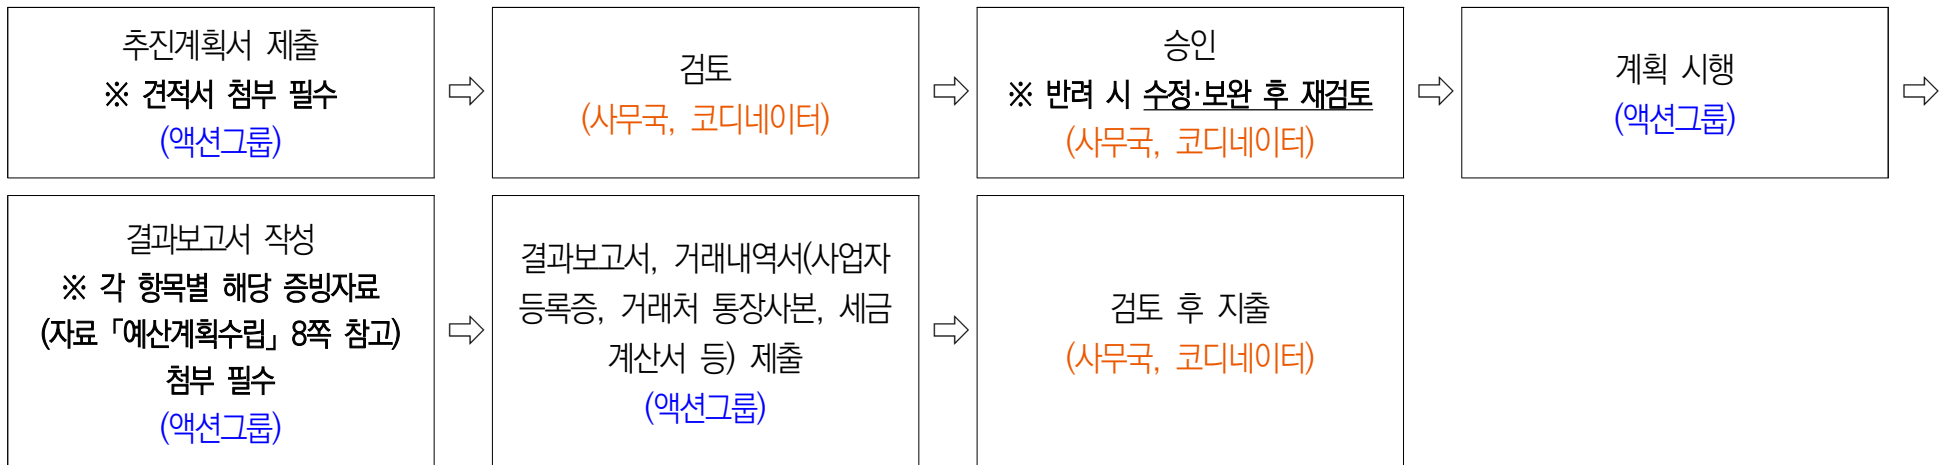 추진계획서 제출
※ 견적서 첨부 필수
(액션그룹)
⇨
검토
(사무국, 코디네이터)
⇨
승인
※ 반려 시 수정·보완 후 재검토
(사무국, 코디네이터)
⇨
계획 시행
(액션그룹)
⇨
결과보고서 작성
※ 각 항목별 해당 증빙자료
(자료「예산계획수립」8쪽 참고)
첨부 필수
(액션그룹)
⇨
결과보고서, 거래내역서(사업자
등록증, 거래처 통장사본, 세금
계산서 등) 제출
(액션그룹)
⇨
검토 후 지출
(사무국, 코디네이터)